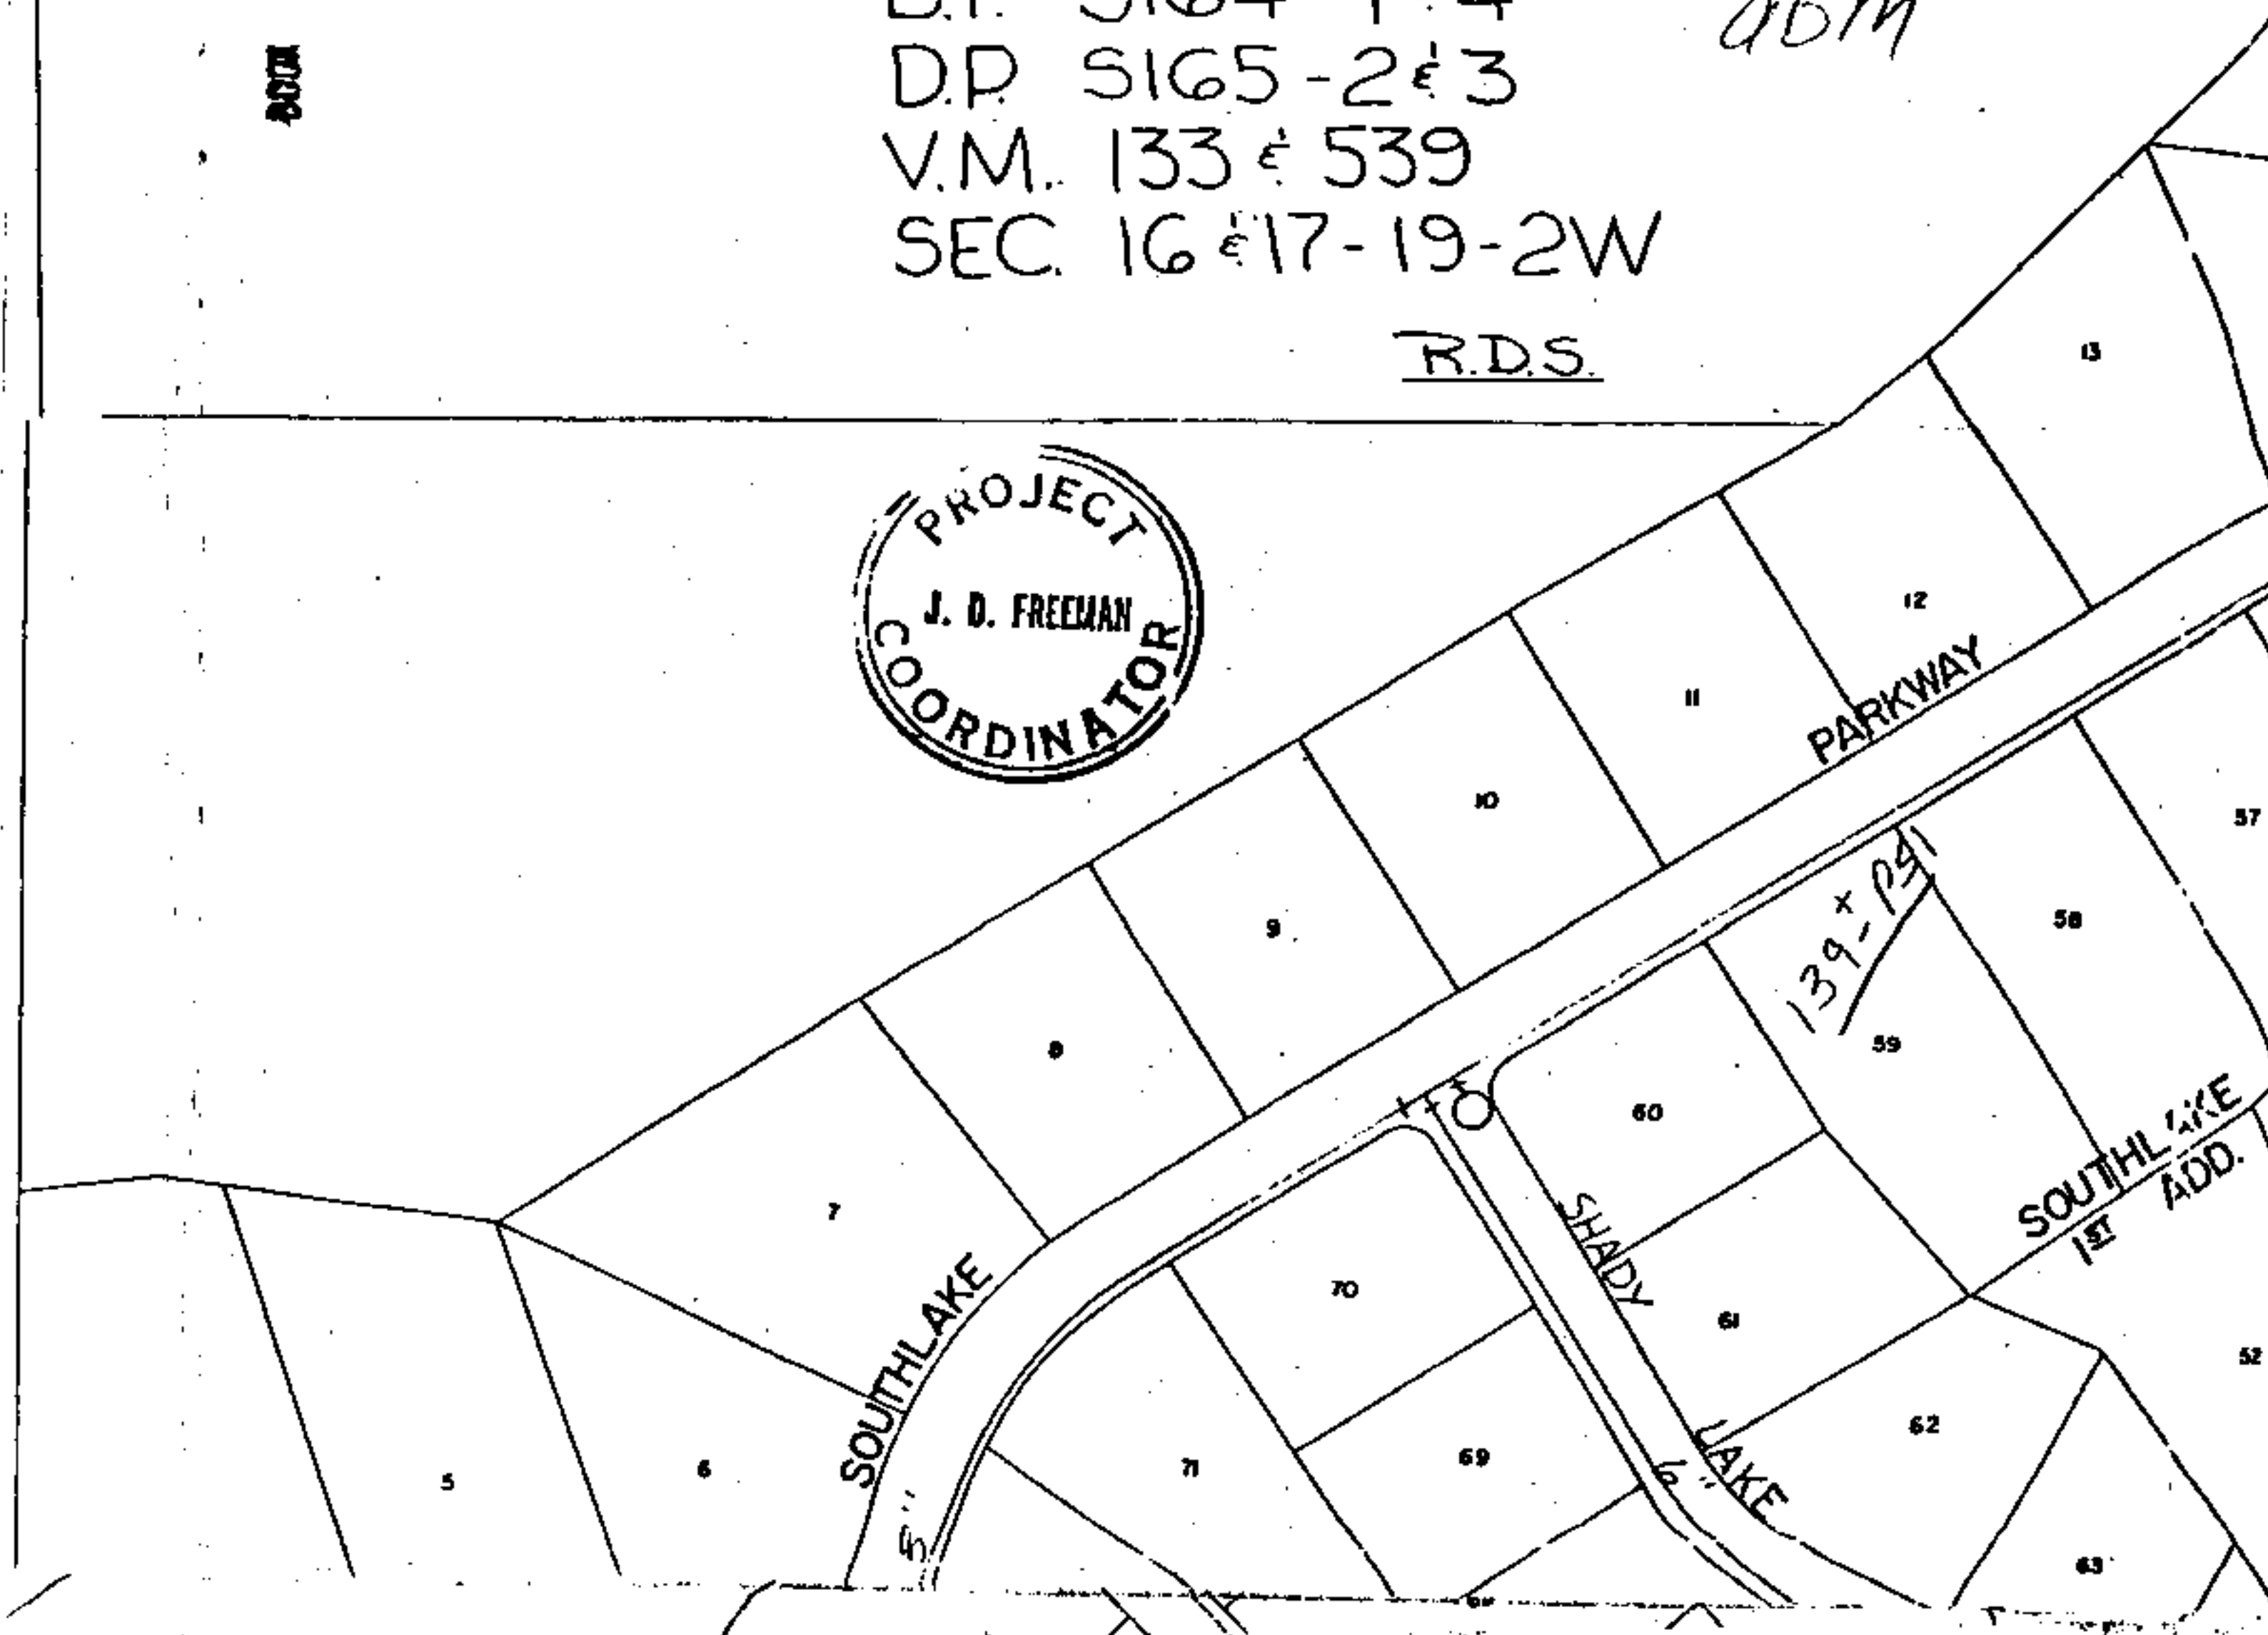 D.P. S165-2 & 3
V.M. 133 & 539
SEC. 16 & 17-19-2W
R.D.S.
PROJECT
J. D. FREEMAN
COORDINATOR
13
12
11
PARKWAY
10
57
9
58
139-
59
8
60
SOUTHLAKE
1ST ADD.
7
SHADY
70
61
SOUTHLAKE
52
62
5
6
71
69
LAKE
6"
8"
63